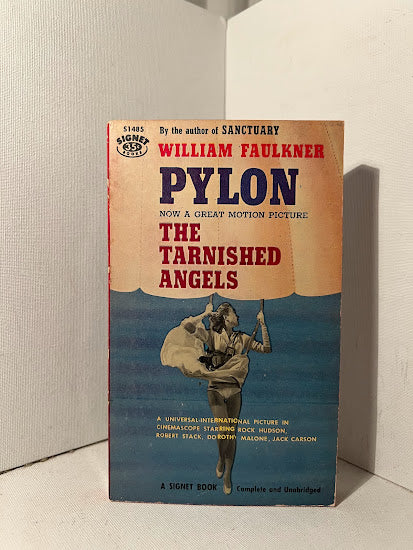 S1485
SIGNET
35¢
BOOKS
By the author of SANCTUARY
WILLIAM FAULKNER
PYLON
NOW A GREAT MOTION PICTURE
THE
TARNISHED
ANGELS
A UNIVERSAL-INTERNATIONAL PICTURE IN
CINEMASCOPE STARRING ROCK HUDSON,
ROBERT STACK, DOROTHY MALONE, JACK CARSON
A SIGNET BOOK
Complete and Unabridged